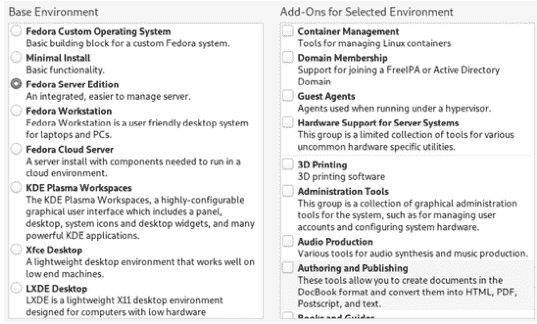 Base Environment
Fedora Custom Operating System
Basic building block for a custom Fedora system.
Minimal Install
Basic functionality.
Fedora Server Edition
An integrated, easier to manage server.
Fedora Workstation
Fedora Workstation is a user friendly desktop system
for laptops and PCs.
Fedora Cloud Server
A server install with components needed to run in a
cloud environment.
KDE Plasma Workspaces
The KDE Plasma Workspaces, a highly-configurable
graphical user interface which includes a panel,
desktop, system icons and desktop widgets, and many
powerful KDE applications.
Xfce Desktop
A lightweight desktop environment that works well on
low end machines.
LXDE Desktop
LXDE is a lightweight X11 desktop environment
designed for computers with low hardware
Add-Ons for Selected Environment
Container Management
Tools for managing Linux containers
Domain Membership
Support for joining a FreeIPA or Active Directory
Domain
Guest Agents
Agents used when running under a hypervisor.
Hardware Support for Server Systems
This group is a limited collection of tools for various
uncommon hardware specific utilities.
3D Printing
3D printing software
Administration Tools
This group is a collection of graphical administration
tools for the system, such as for managing user
accounts and configuring system hardware.
Audio Production
Various tools for audio synthesis and music production.
Authoring and Publishing
These tools allow you to create documents in the
DocBook format and convert them into HTML, PDF,
Postscript, and text.
Books and Guides